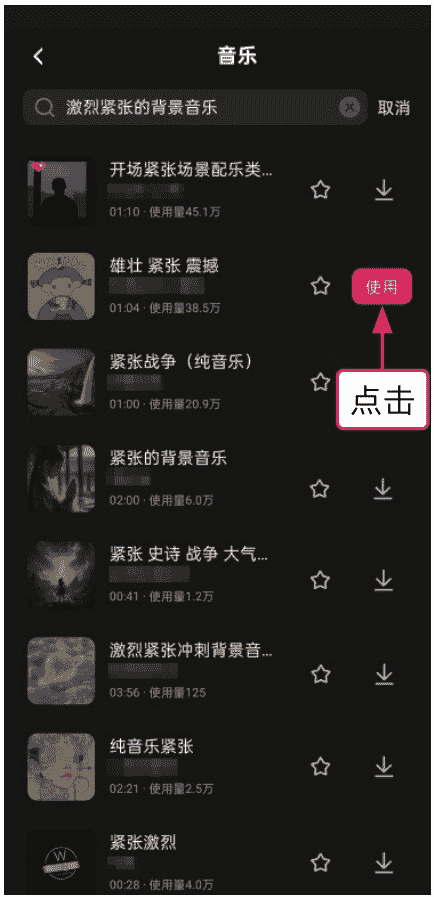 音乐
激烈紧张的背景音乐
取消
开场紧张场景配乐类...
01:10 · 使用量45.1万
雄壮 紧张 震撼
01:04 · 使用量38.5万
使用
紧张战争（纯音乐）
01:00 · 使用量20.9万
点击
紧张的背景音乐
02:00 · 使用量6.0万
紧张 史诗 战争 大气...
00:41 · 使用量1.2万
激烈紧张冲刺背景音...
03:56 · 使用量125
纯音乐紧张
02:21 · 使用量2.5万
W
紧张激烈
00:28 · 使用量4.0万